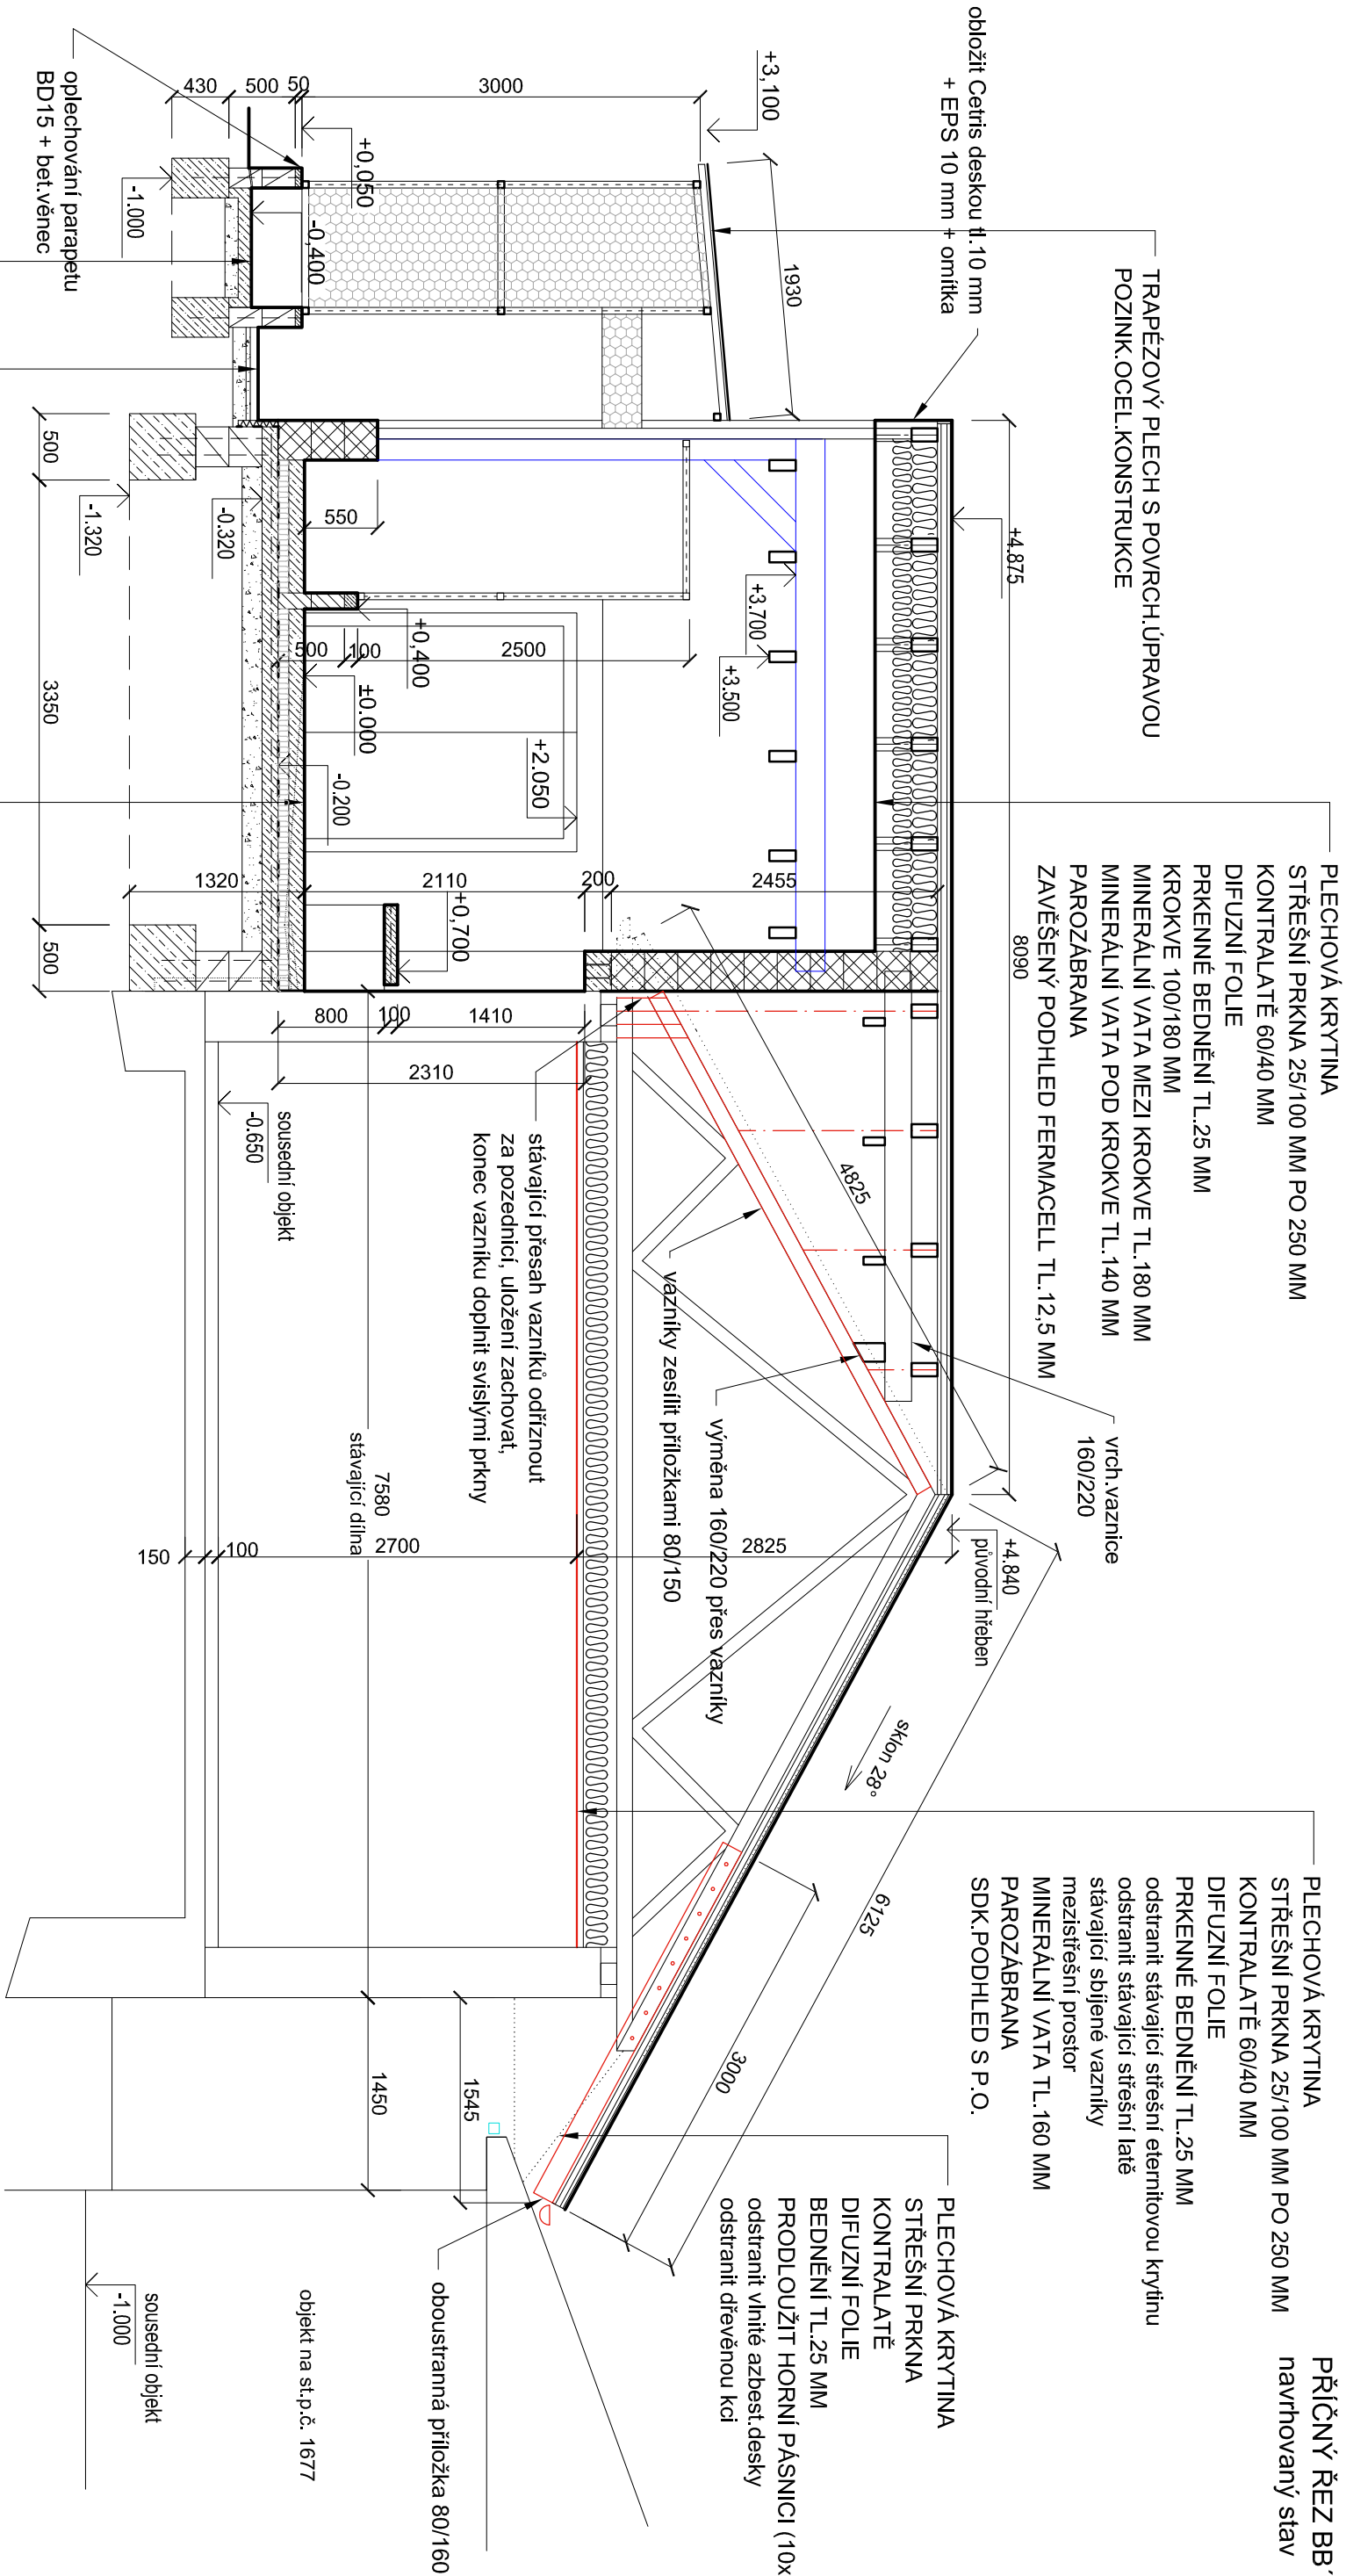 PŘÍČNÝ ŘEZ BB´
navrhovaný stav
obložit Cetris deskou tl.10 mm
+ EPS 10 mm + omítka
TRAPÉZOVÝ PLECH S POVRCH.ÚPRAVOU
POZINK.OCEL.KONSTRUKCE
PLECHOVÁ KRYTINA
STŘEŠNÍ PRKNA 25/100 MM PO 250 MM
KONTRALATĚ 60/40 MM
DIFUZNÍ FOLIE
PRKENNÉ BEDNĚNÍ TL.25 MM
KROKVE 100/180 MM
MINERÁLNÍ VATA MEZI KROKVE TL.180 MM
MINERÁLNÍ VATA POD KROKVE TL.140 MM
PAROZÁBRANA
ZAVĚŠENÝ PODHLED FERMACELL TL.12,5 MM
PLECHOVÁ KRYTINA
STŘEŠNÍ PRKNA 25/100 MM PO 250 MM
KONTRALATĚ 60/40 MM
DIFUZNÍ FOLIE
PRKENNÉ BEDNĚNÍ TL.25 MM
odstranit stávající střešní eternitovou krytinu
odstranit stávající střešní latě
stávající sbíjené vazníky
mezistřešní prostor
MINERÁLNÍ VATA TL.160 MM
PAROZÁBRANA
SDK.PODHLED S P.O.
PLECHOVÁ KRYTINA
STŘEŠNÍ PRKNA
KONTRALATĚ
DIFUZNÍ FOLIE
BEDNĚNÍ TL.25 MM
PRODLOUŽIT HORNÍ PÁSNICI (10x
odstranit vlnité azbest.desky
odstranit dřevěnou kci
8090
vrch.vaznice
160/220
+4.875
+4.840
původní hřeben
sklon 28°
6125
3000
+3,100
1930
4825
výměna 160/220 přes vazníky
vazníky zesílit příložkami 80/150
stávající přesah vazníků odříznout
za pozednicí, uložení zachovat,
konec vazníku doplnit svislými prkny
+3.700
+3.500
2455
200
2110
1320
2825
2700
100
150
3000
50
500
430
+0,050
-0,400
-1.000
oplechování parapetu
BD15 + bet.věnec
550
+0,400
500
100
2500
±0.000
+2.050
-0.200
+0,700
1410
100
800
2310
-0.320
-1.320
500
3350
500
sousední objekt
-0.650
7580
stávající dílna
1545
1450
oboustranná příložka 80/160
objekt na st.p.č. 1677
sousední objekt
-1.000